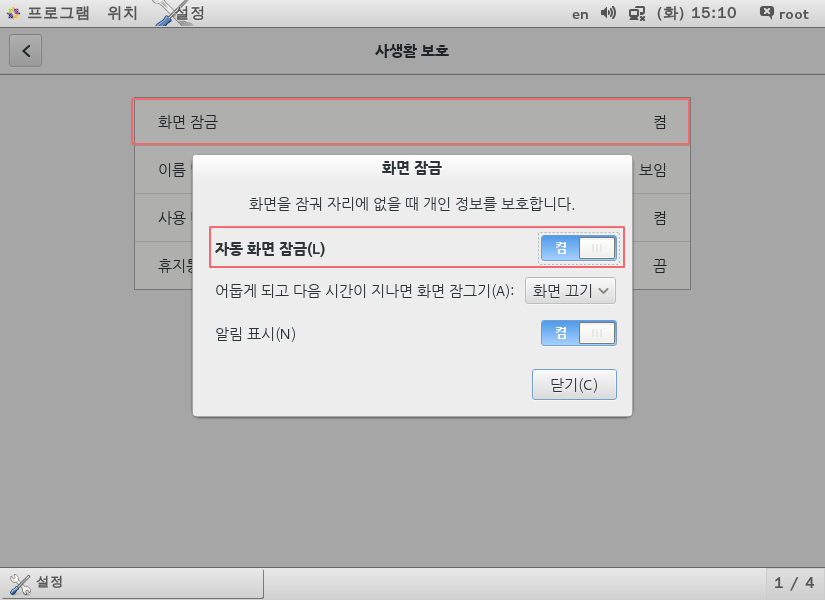 프로그램 위치 설정 en (화) 15:10 root
사생활 보호
화면 잠금 켬
이름 보임
사용 켬
끔
화면 잠금
화면을 잠궈 자리에 없을 때 개인 정보를 보호합니다.
자동 화면 잠금(L) 켬
어둡게 되고 다음 시간이 지나면 화면 잠그기(A): 화면 끄기
알림 표시(N) 켬
닫기(C)
설정 1 / 4